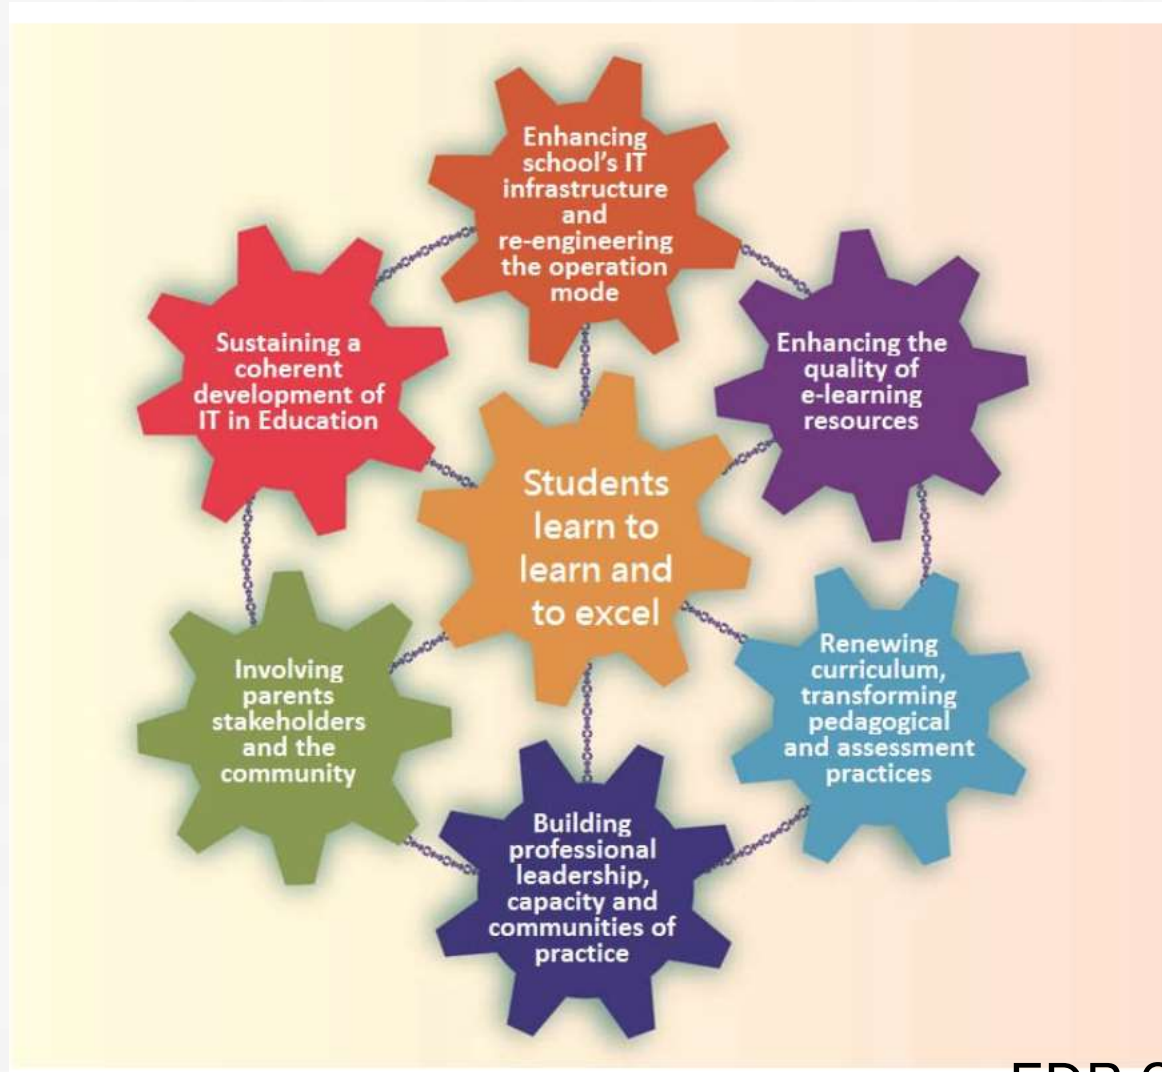 Enhancing
school's IT
infrastructure
and
re-engineering
the operation
mode
Sustaining a
coherent
development of
IT in Education
Enhancing the
quality of
e-learning
resources
Students
learn to
learn and
to excel
Involving
parents
stakeholders
and the
community
Renewing
curriculum,
transforming
pedagogical
and assessment
practices
Building
professional
leadership,
capacity and
communities of
practice